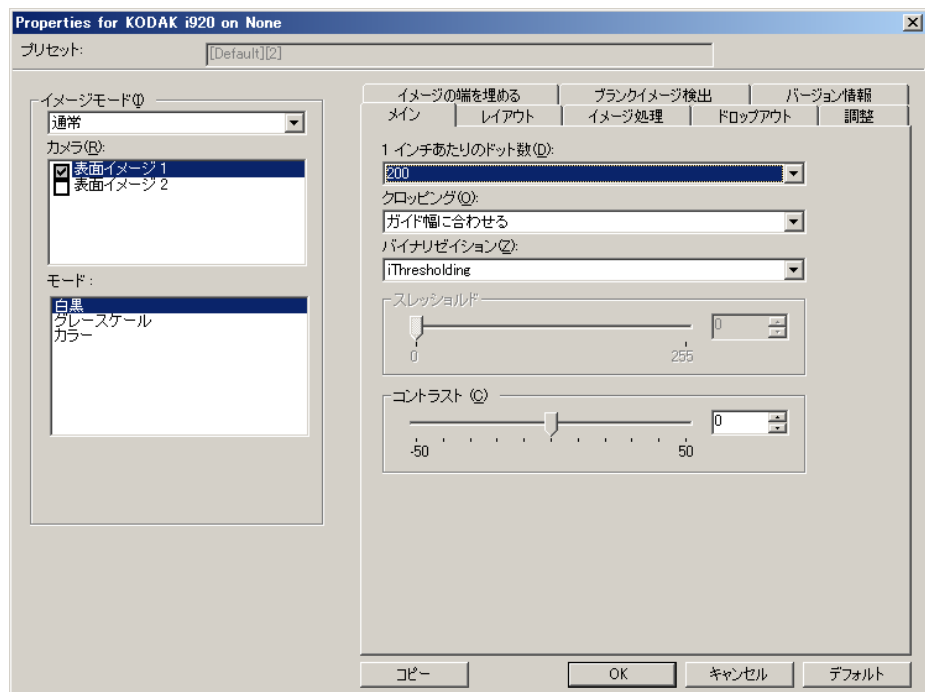 Properties for KODAK i920 on None
プリセット:
[Default][2]
イメージモード(I)
通常
カメラ(R):
表面イメージ 1
表面イメージ 2
モード :
白黒
グレースケール
カラー
イメージの端を埋める
ブランクイメージ検出
バージョン情報
メイン
レイアウト
イメージ処理
ドロップアウト
調整
1 インチあたりのドット数(D):
200
クロッピング(O):
ガイド幅に合わせる
バイナリゼイション(Z):
iThresholding
スレッショルド
0
0
255
コントラスト (C)
0
-50
50
コピー
OK
キャンセル
デフォルト